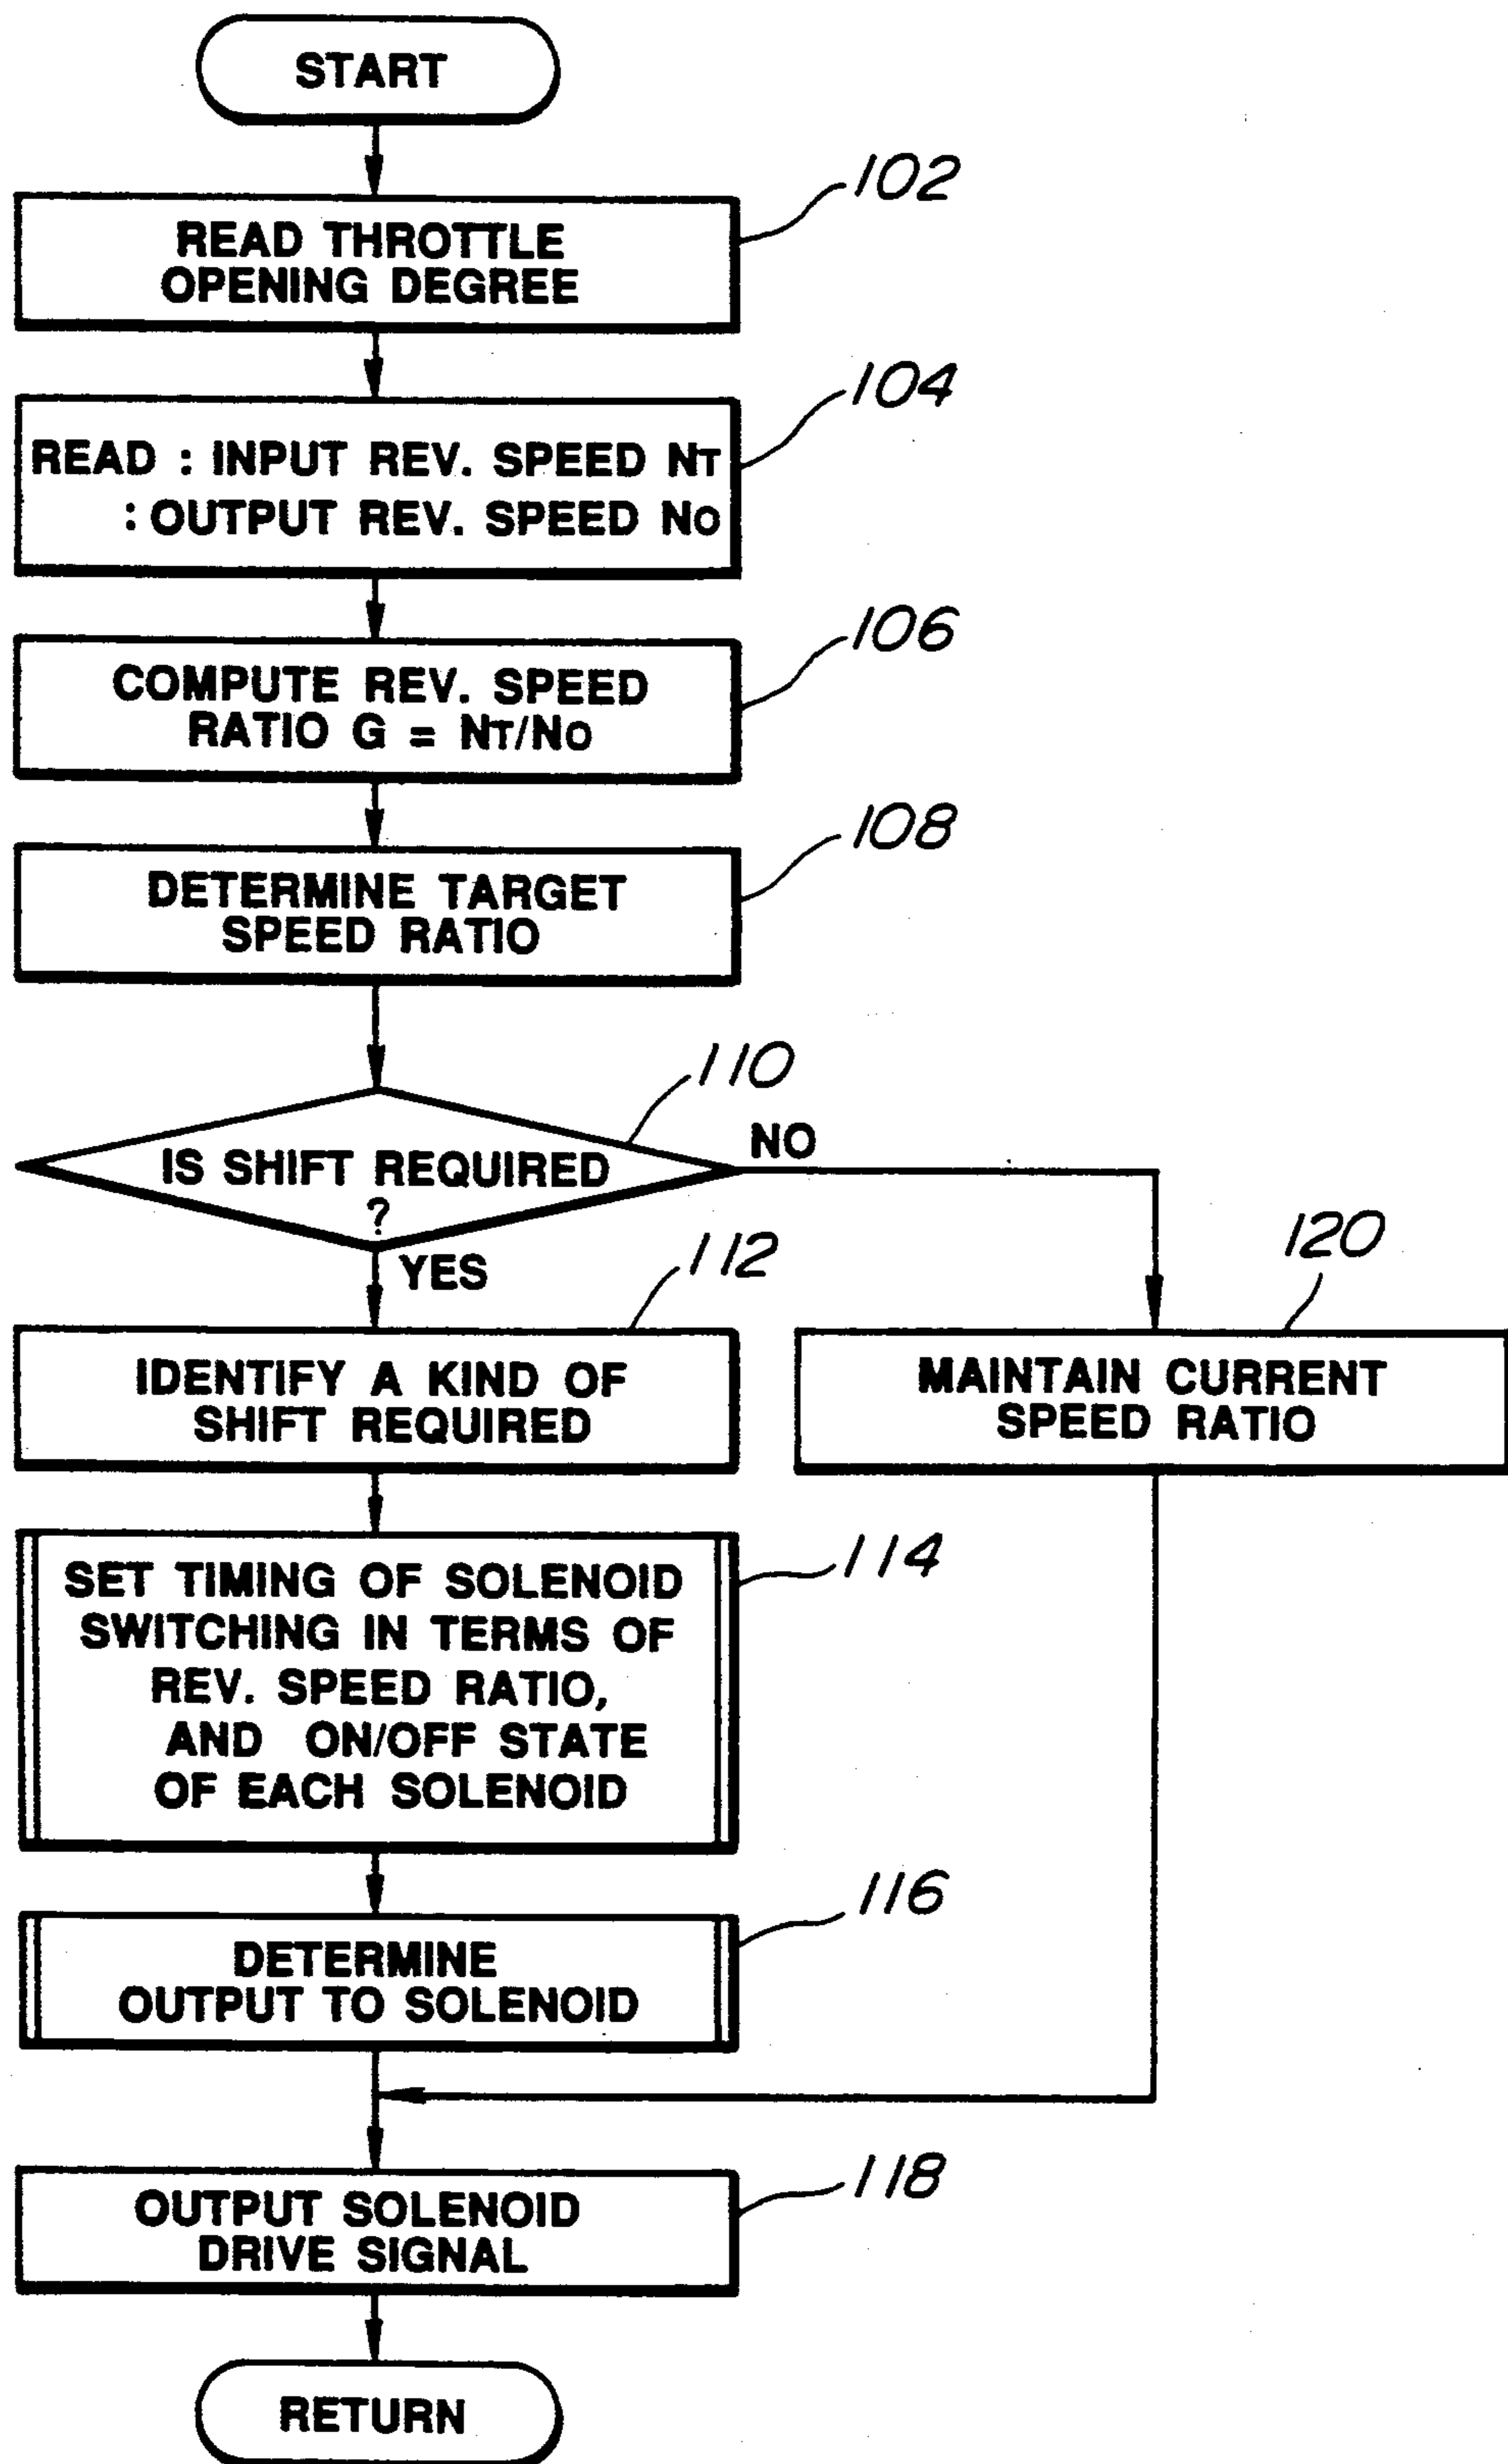 START
102
READ THROTTLE
OPENING DEGREE
104
READ : INPUT REV. SPEED NT
: OUTPUT REV. SPEED NO
106
COMPUTE REV. SPEED
RATIO G = NT/NO
108
DETERMINE TARGET
SPEED RATIO
110
IS SHIFT REQUIRED
?
NO
YES
112
IDENTIFY A KIND OF
SHIFT REQUIRED
120
MAINTAIN CURRENT
SPEED RATIO
114
SET TIMING OF SOLENOID
SWITCHING IN TERMS OF
REV. SPEED RATIO,
AND ON/OFF STATE
OF EACH SOLENOID
116
DETERMINE
OUTPUT TO SOLENOID
118
OUTPUT SOLENOID
DRIVE SIGNAL
RETURN